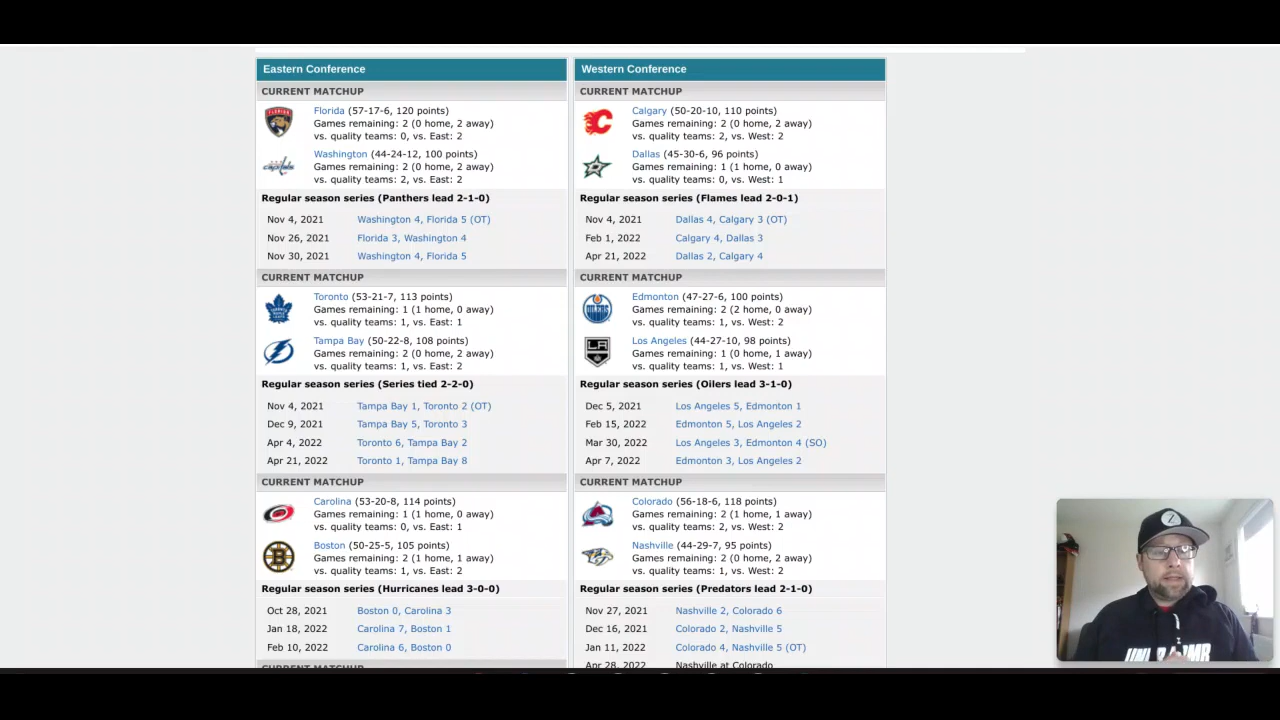 Eastern Conference
CURRENT MATCHUP
Florida (57-17-6, 120 points)
Games remaining: 2 (0 home, 2 away)
vs. quality teams: 0, vs. East: 2
Washington (44-24-12, 100 points)
Games remaining: 2 (0 home, 2 away)
vs. quality teams: 2, vs. East: 2
Regular season series (Panthers lead 2-1-0)
Nov 4, 2021 Washington 4, Florida 5 (OT)
Nov 26, 2021 Florida 3, Washington 4
Nov 30, 2021 Washington 4, Florida 5
CURRENT MATCHUP
Toronto (53-21-7, 113 points)
Games remaining: 1 (1 home, 0 away)
vs. quality teams: 1, vs. East: 1
Tampa Bay (50-22-8, 108 points)
Games remaining: 2 (0 home, 2 away)
vs. quality teams: 1, vs. East: 2
Regular season series (Series tied 2-2-0)
Nov 4, 2021 Tampa Bay 1, Toronto 2 (OT)
Dec 9, 2021 Tampa Bay 5, Toronto 3
Apr 4, 2022 Toronto 6, Tampa Bay 2
Apr 21, 2022 Toronto 1, Tampa Bay 8
CURRENT MATCHUP
Carolina (53-20-8, 114 points)
Games remaining: 1 (1 home, 0 away)
vs. quality teams: 0, vs. East: 1
Boston (50-25-5, 105 points)
Games remaining: 2 (1 home, 1 away)
vs. quality teams: 1, vs. East: 2
Regular season series (Hurricanes lead 3-0-0)
Oct 28, 2021 Boston 0, Carolina 3
Jan 18, 2022 Carolina 7, Boston 1
Feb 10, 2022 Carolina 6, Boston 0
CURRENT MATCHUP
Western Conference
CURRENT MATCHUP
Calgary (50-20-10, 110 points)
Games remaining: 2 (0 home, 2 away)
vs. quality teams: 2, vs. West: 2
Dallas (45-30-6, 96 points)
Games remaining: 1 (1 home, 0 away)
vs. quality teams: 0, vs. West: 1
Regular season series (Flames lead 2-0-1)
Nov 4, 2021 Dallas 4, Calgary 3 (OT)
Feb 1, 2022 Calgary 4, Dallas 3
Apr 21, 2022 Dallas 2, Calgary 4
CURRENT MATCHUP
Edmonton (47-27-6, 100 points)
Games remaining: 2 (2 home, 0 away)
vs. quality teams: 1, vs. West: 2
Los Angeles (44-27-10, 98 points)
Games remaining: 1 (0 home, 1 away)
vs. quality teams: 1, vs. West: 1
Regular season series (Oilers lead 3-1-0)
Dec 5, 2021 Los Angeles 5, Edmonton 1
Feb 15, 2022 Edmonton 5, Los Angeles 2
Mar 30, 2022 Los Angeles 3, Edmonton 4 (SO)
Apr 7, 2022 Edmonton 3, Los Angeles 2
CURRENT MATCHUP
Colorado (56-18-6, 118 points)
Games remaining: 2 (1 home, 1 away)
vs. quality teams: 2, vs. West: 2
Nashville (44-29-7, 95 points)
Games remaining: 2 (0 home, 2 away)
vs. quality teams: 1, vs. West: 2
Regular season series (Predators lead 2-1-0)
Nov 27, 2021 Nashville 2, Colorado 6
Dec 16, 2021 Colorado 2, Nashville 5
Jan 11, 2022 Colorado 4, Nashville 5 (OT)
Apr 28, 2022 Nashville at Colorado